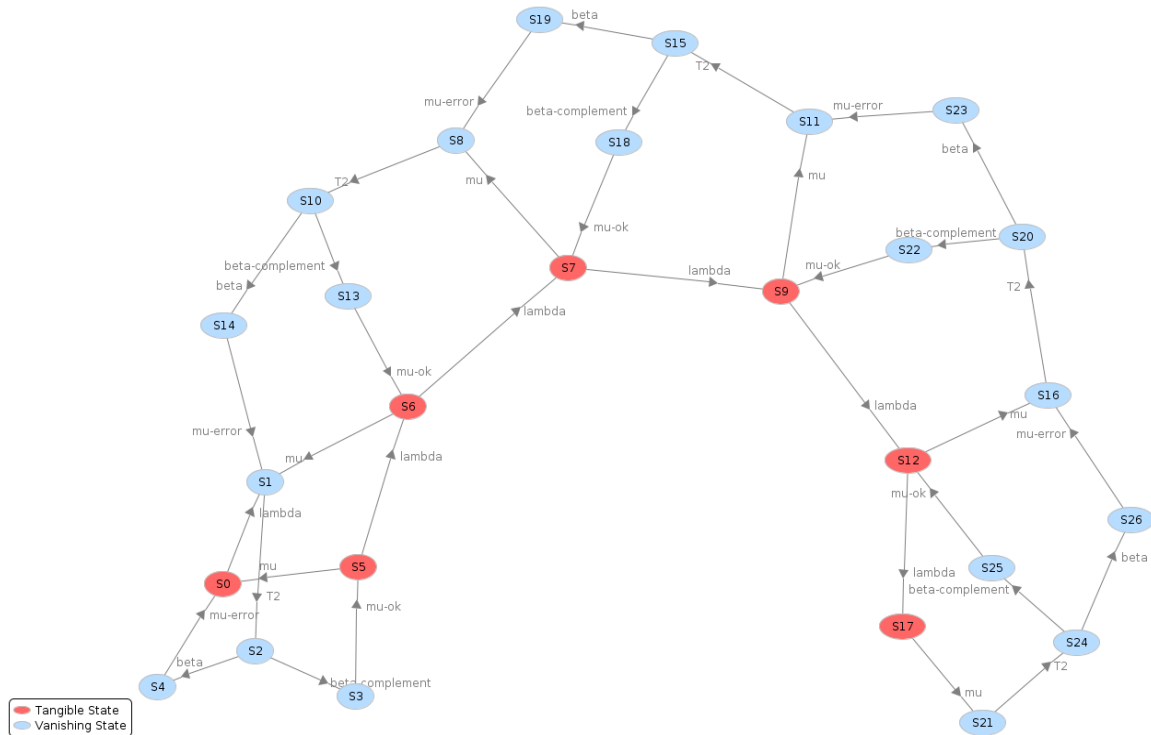 S19
beta
S15
T2
mu-error
beta-complement
S11
mu-error
S23
S8
S18
beta
T2
mu
S10
mu-ok
S20
beta-complement
S22
beta-complement
S7
lambda
mu-ok
beta
S13
S9
T2
S14
lambda
mu
mu-ok
S16
S6
lambda
mu
mu-error
mu-error
mu
lambda
S12
S1
mu-ok
lambda
S26
mu
S5
S25
beta
S0
T2
lambda
beta-complement
mu-error
mu-ok
S17
S2
S24
beta
beta-complement
T2
S4
S3
mu
S21
Tangible State
Vanishing State